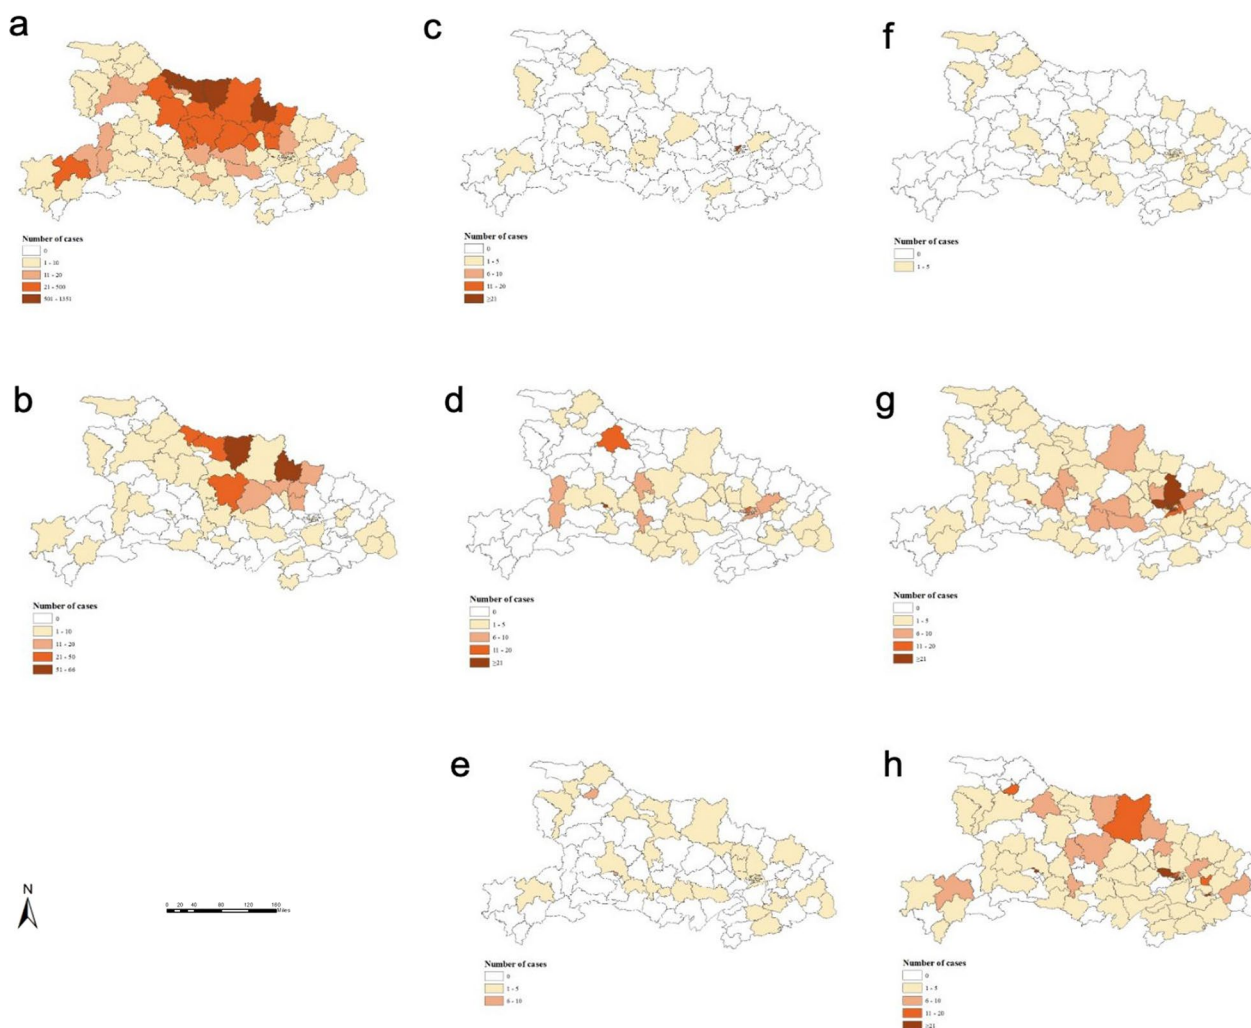 a
Number of cases
0
1 - 10
11 - 20
21 - 500
501 - 1351
b
Number of cases
0
1 - 10
11 - 20
21 - 50
51 - 66
N
0 20 40 80 120 160
Miles
c
Number of cases
0
1 - 5
6 - 10
11 - 20
≥21
d
Number of cases
0
1 - 5
6 - 10
11 - 20
≥21
e
Number of cases
0
1 - 5
6 - 10
f
Number of cases
0
1 - 5
g
Number of cases
0
1 - 5
6 - 10
11 - 20
≥21
h
Number of cases
0
1 - 5
6 - 10
11 - 20
≥21